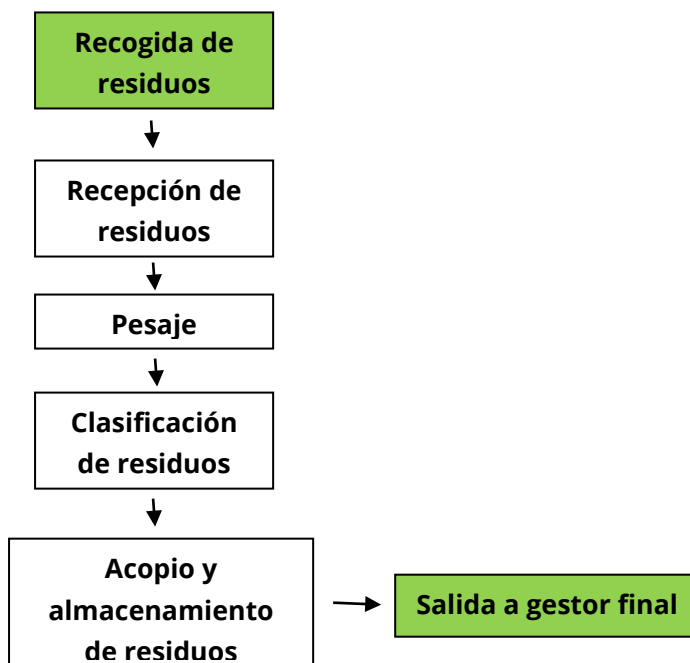 Recogida de
residuos
Recepción de
residuos
Pesaje
Clasificación
de residuos
Acopio y
almacenamiento
de residuos
Salida a gestor final